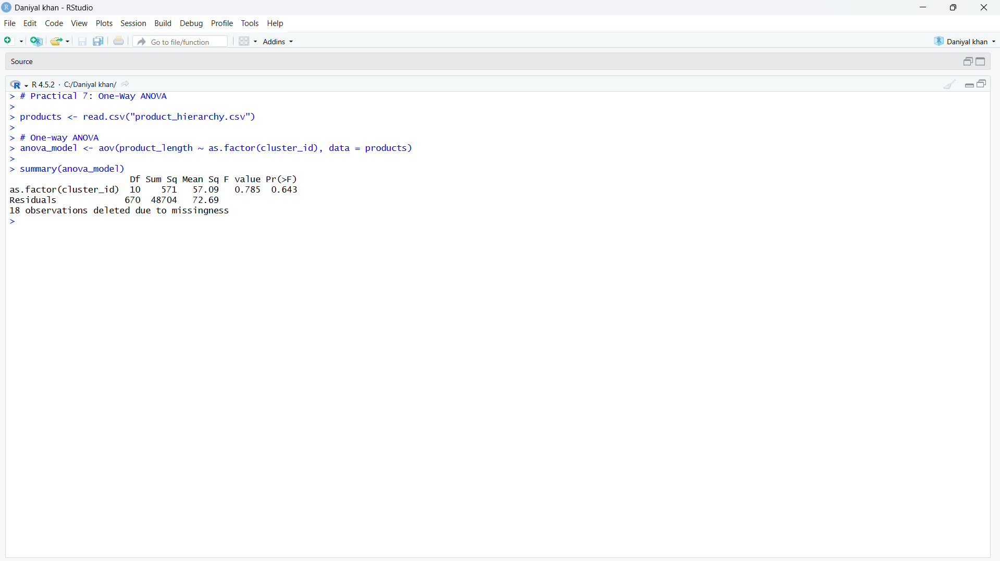 Daniyal khan - RStudio
File Edit Code View Plots Session Build Debug Profile Tools Help
Go to file/function Addins Daniyal khan
Source
R 4.5.2 · C:/Daniyal khan/
> # Practical 7: One-Way ANOVA
>
> products <- read.csv("product_hierarchy.csv")
>
> # One-way ANOVA
> anova_model <- aov(product_length ~ as.factor(cluster_id), data = products)
>
> summary(anova_model)
                       Df Sum Sq Mean Sq F value Pr(>F)
as.factor(cluster_id)  10    571   57.09   0.785  0.643
Residuals             670  48704   72.69
18 observations deleted due to missingness
>